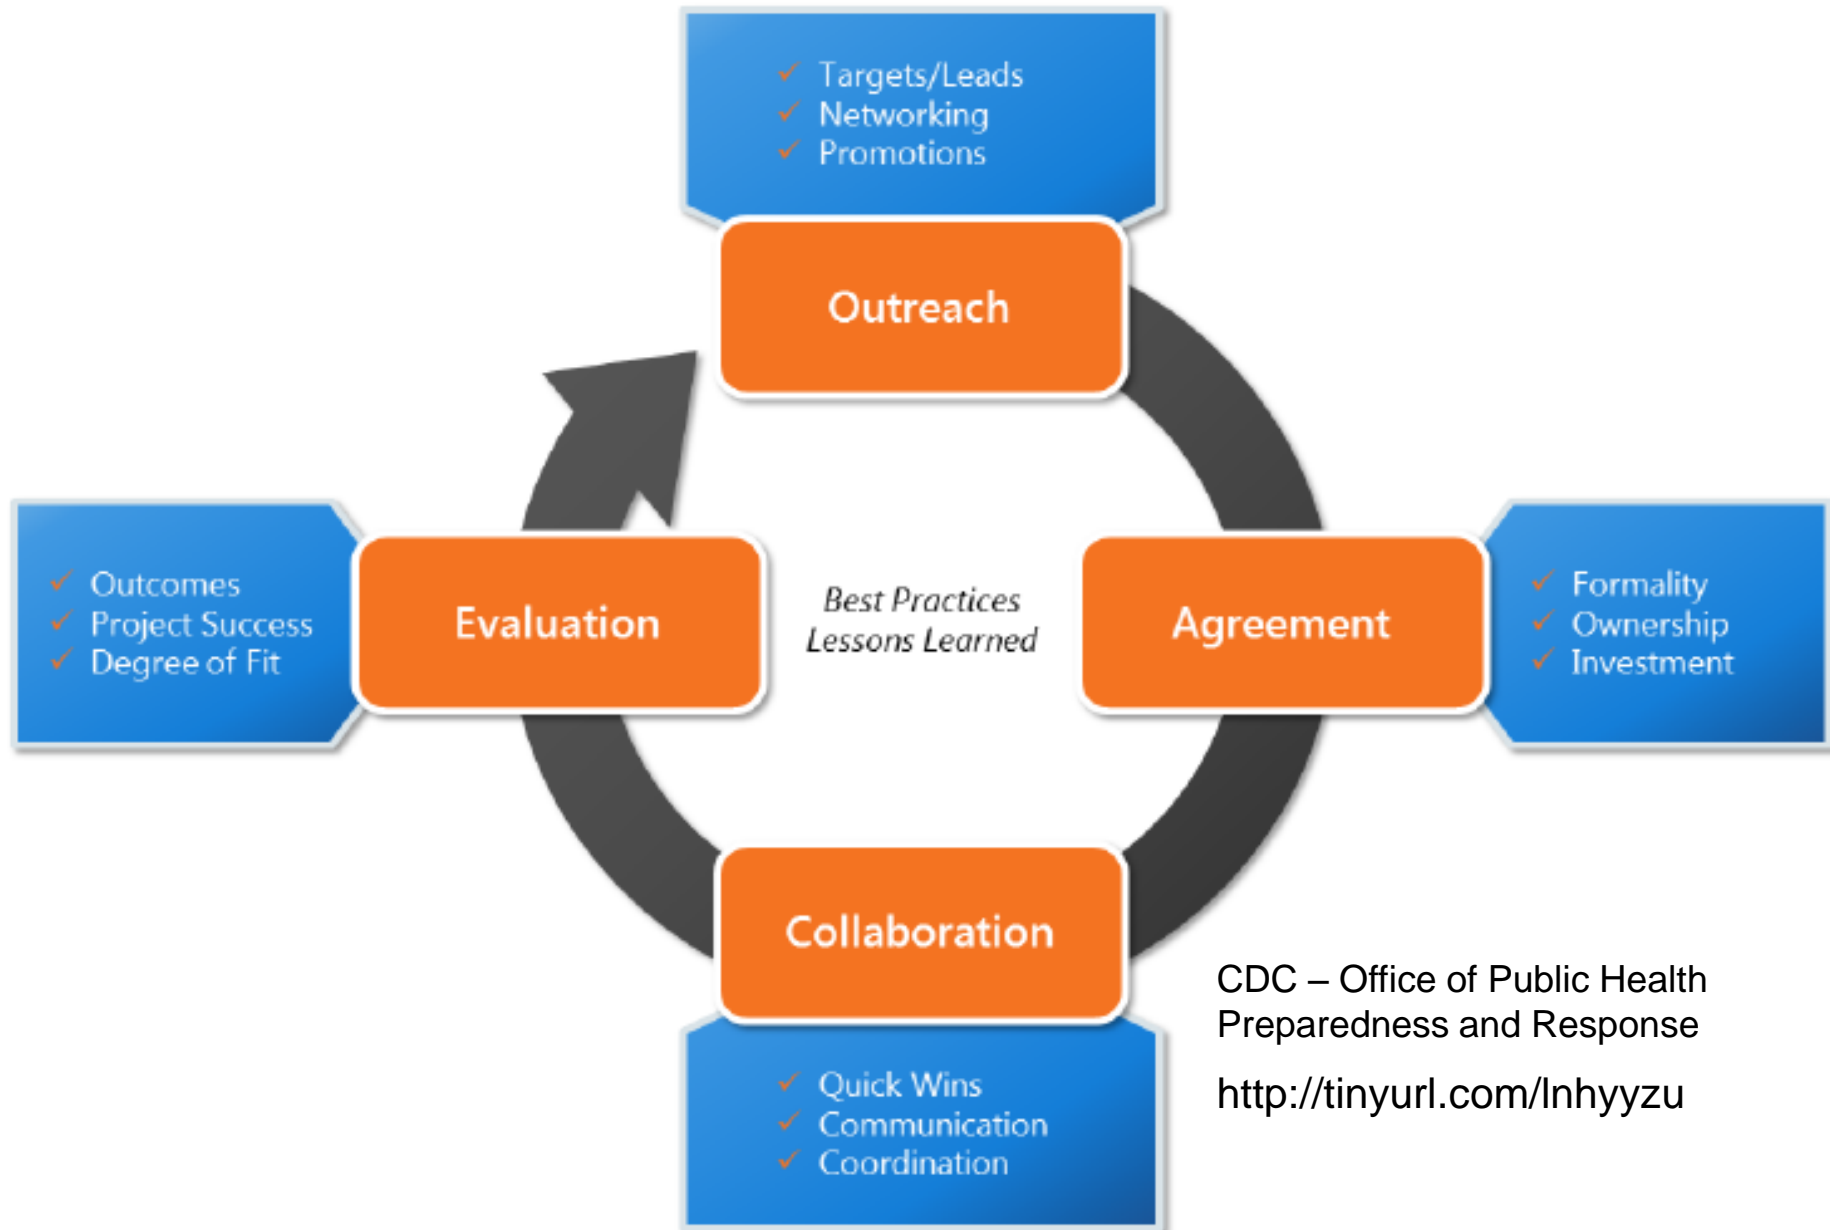 Targets/Leads
Networking
Promotions
Outreach
Outcomes
Project Success
Degree of Fit
Evaluation
Best Practices
Lessons Learned
Agreement
Formality
Ownership
Investment
Collaboration
Quick Wins
Communication
Coordination
CDC – Office of Public Health
Preparedness and Response
http://tinyurl.com/lnhyyzu